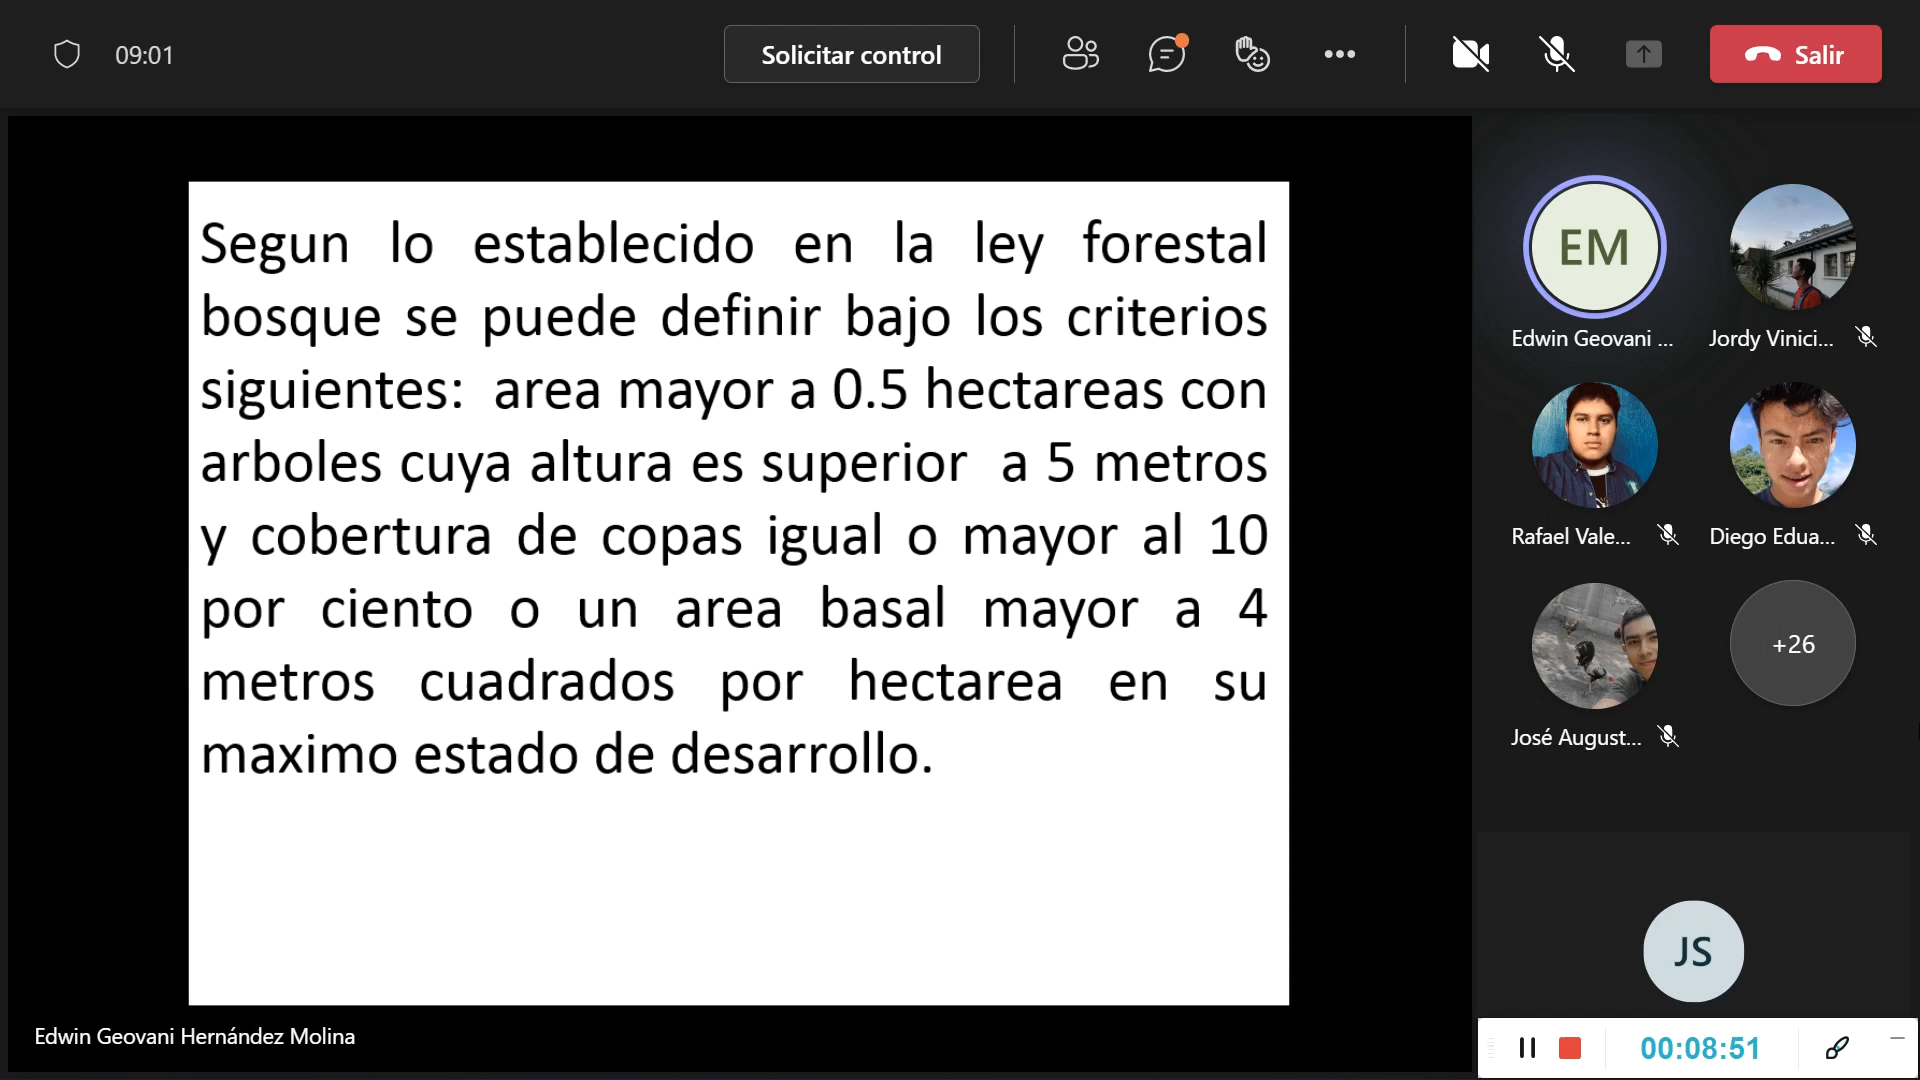 09:01
Solicitar control
Salir
Segun lo establecido en la ley forestal
bosque se puede definir bajo los criterios
siguientes: area mayor a 0.5 hectareas con
arboles cuya altura es superior a 5 metros
y cobertura de copas igual o mayor al 10
por ciento o un area basal mayor a 4
metros cuadrados por hectarea en su
maximo estado de desarrollo.
Edwin Geovani Hernández Molina
EM
Edwin Geovani ...
Jordy Vinici...
Rafael Vale...
Diego Edua...
José August...
+26
JS
00:08:51